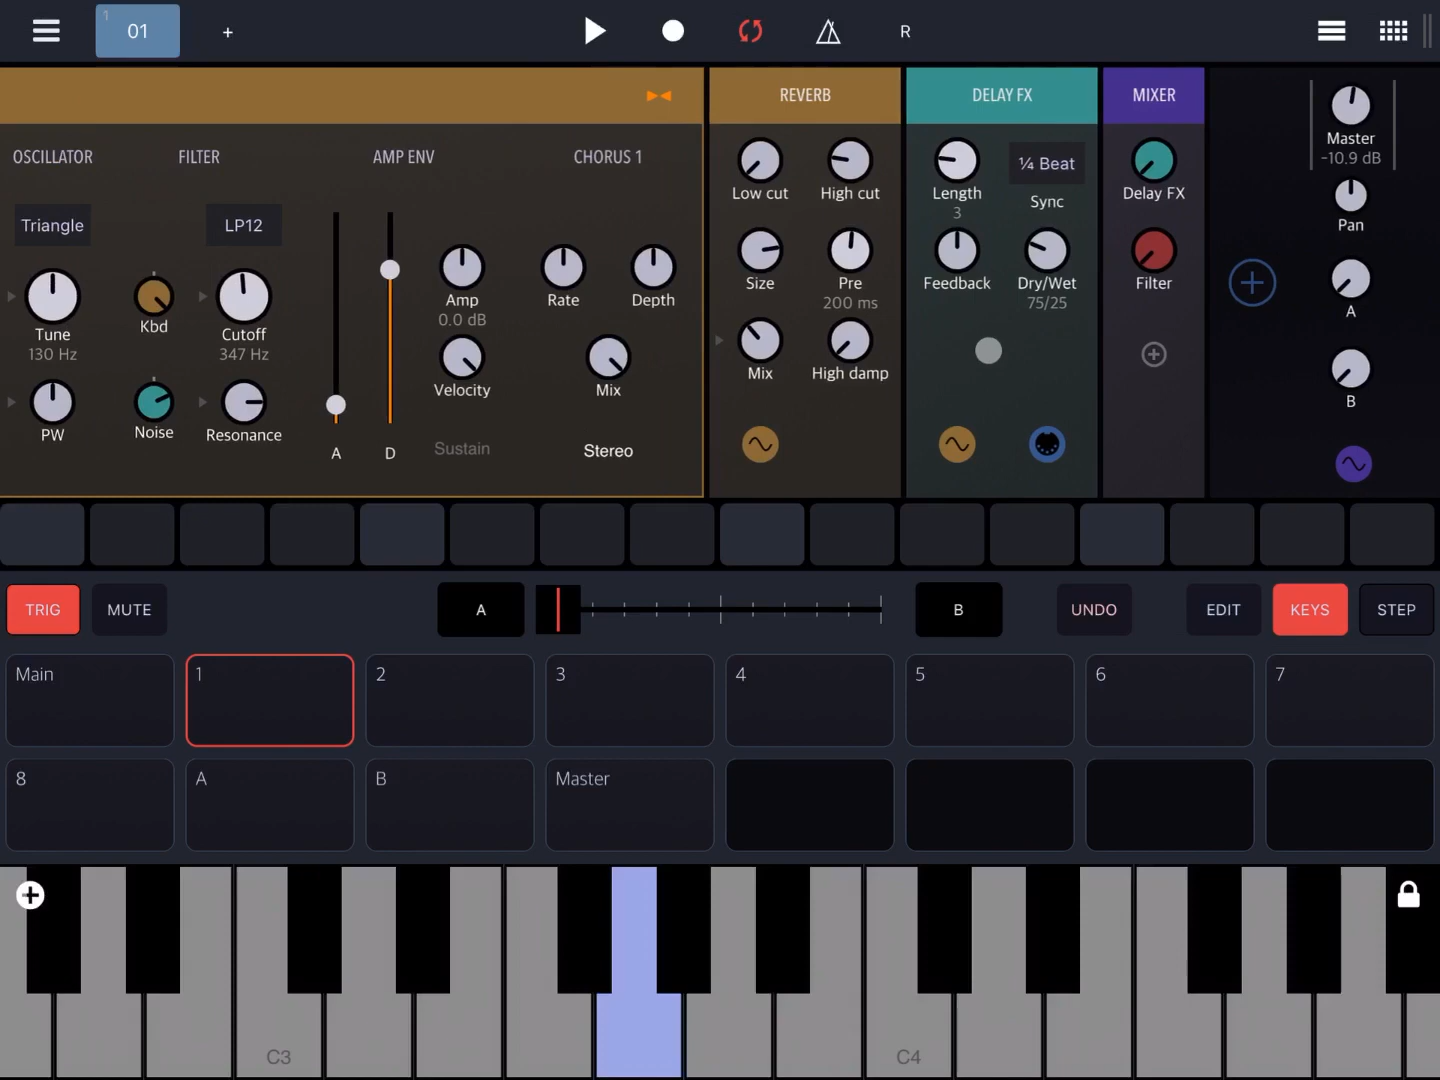 1
01
+
R
REVERB
DELAY FX
MIXER
Master
-10.9 dB
OSCILLATOR
FILTER
AMP ENV
CHORUS 1
Low cut
High cut
Length
3
¼ Beat
Sync
Delay FX
Pan
Triangle
LP12
Tune
130 Hz
Kbd
Cutoff
347 Hz
Amp
0.0 dB
Rate
Depth
Size
Pre
200 ms
Feedback
Dry/Wet
75/25
Filter
A
PW
Noise
Resonance
Velocity
Mix
Mix
High damp
B
A
D
Sustain
Stereo
TRIG
MUTE
A
B
UNDO
EDIT
KEYS
STEP
Main
1
2
3
4
5
6
7
8
A
B
Master
C3
C4